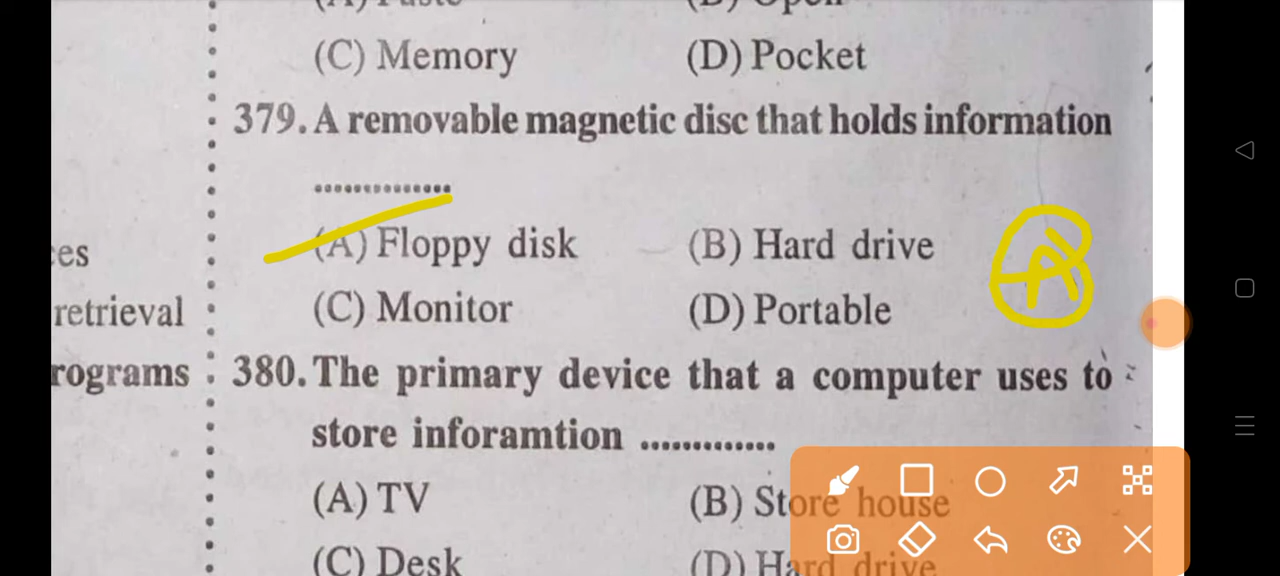 (C) Memory (D) Pocket
379. A removable magnetic disc that holds information
..............
(A) Floppy disk (B) Hard drive
A
(C) Monitor (D) Portable
380. The primary device that a computer uses to
store inforamtion .............
(A) TV (B) Store house
(C) Desk (D) Hard drive
es
retrieval
rograms